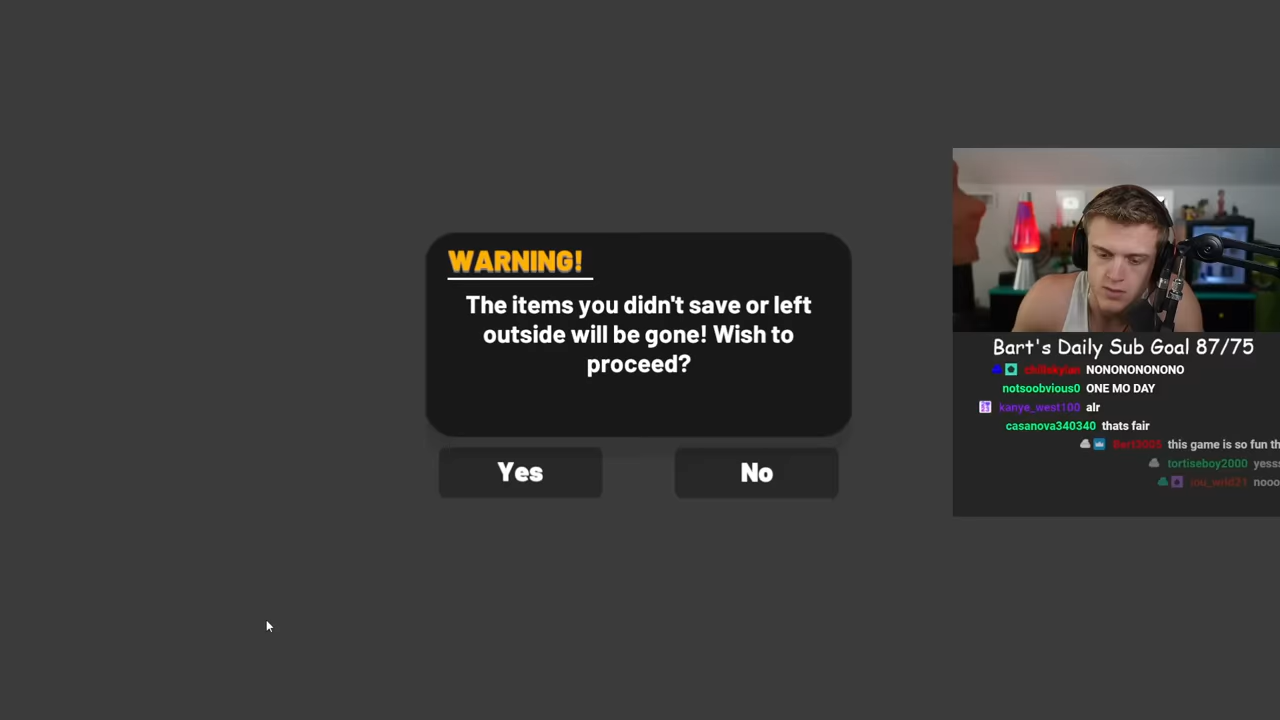 WARNING!
The items you didn't save or left
outside will be gone! Wish to
proceed?
Yes
No
Bart's Daily Sub Goal 87/75
NONONONONONO
notsoobvious0 ONE MO DAY
kanye_west100 alr
casanova340340 thats fair
Bart3005 this game is so fun th
tortiseboy2000 yess
nooo